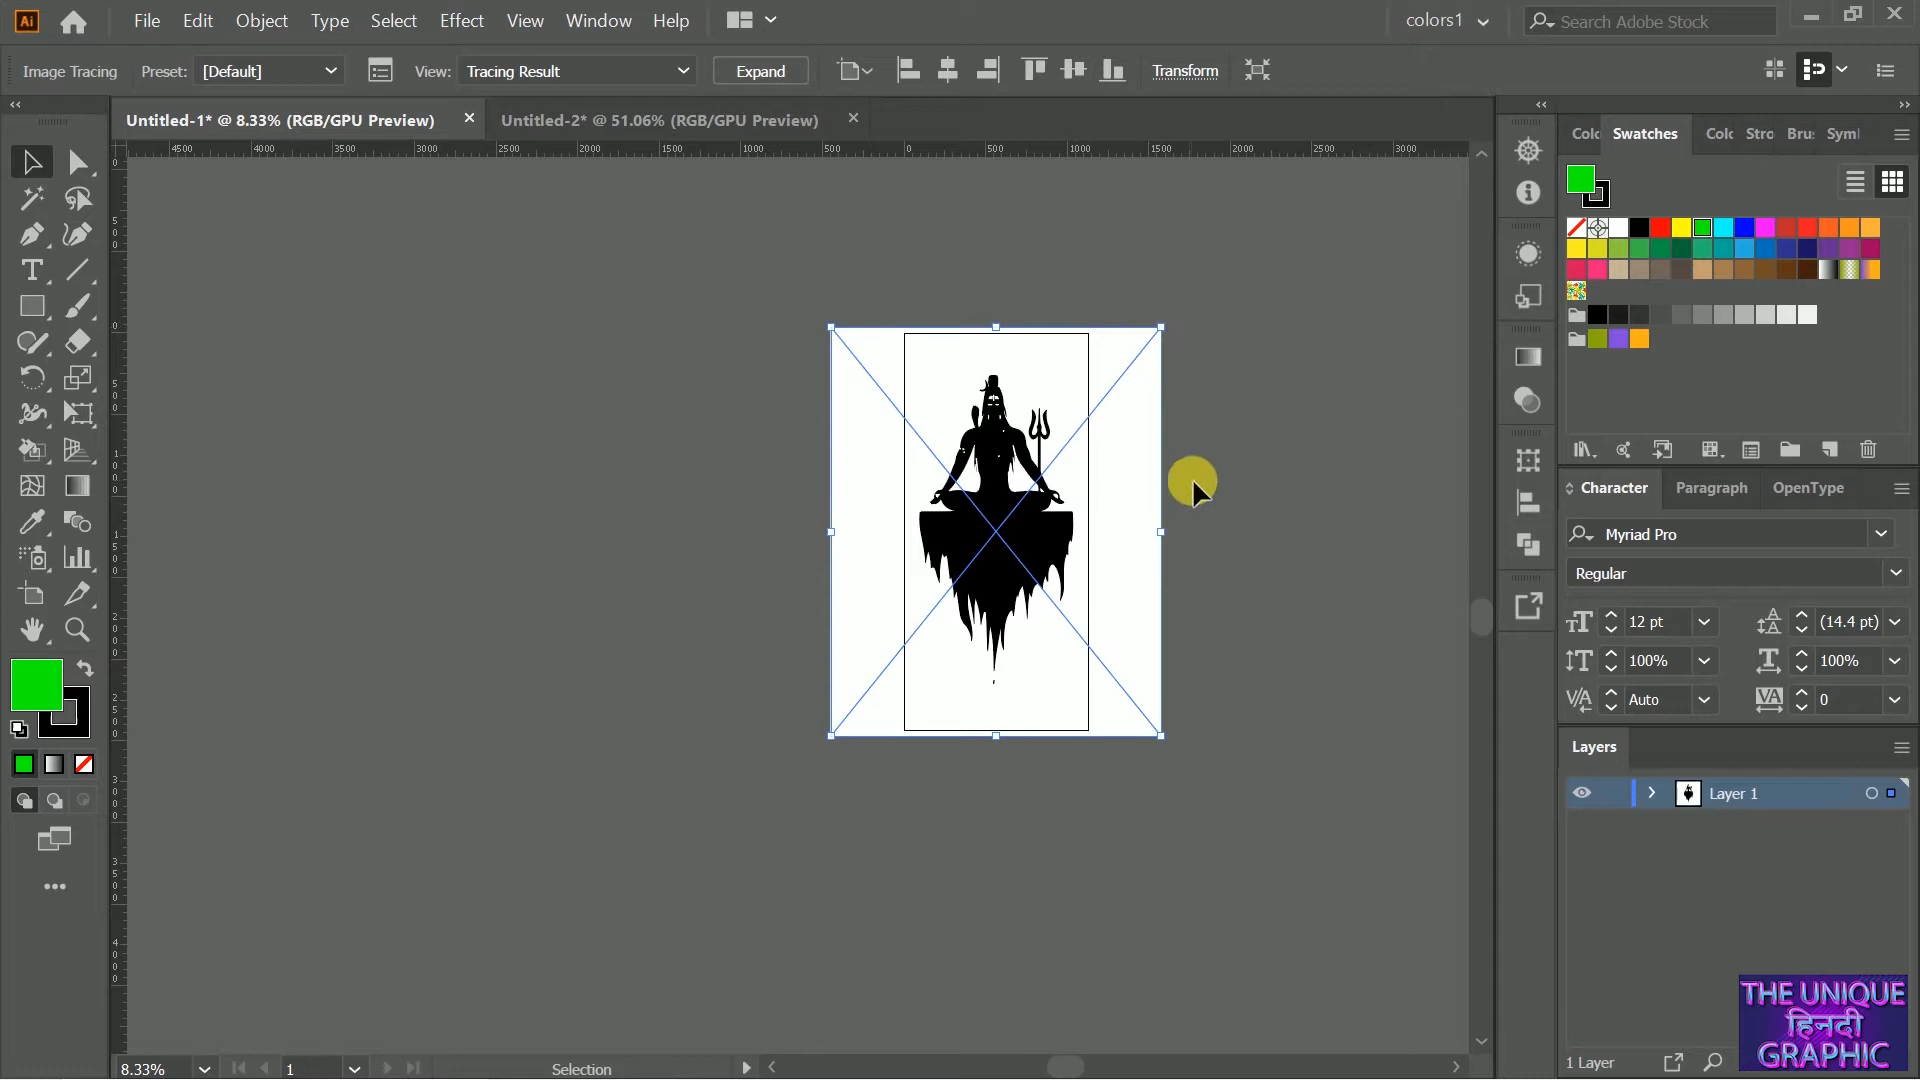 Ai File Edit Object Type Select Effect View Window Help colors1 Search Adobe Stock
Image Tracing Preset: [Default] View: Tracing Result Expand Transform
Untitled-1* @ 8.33% (RGB/GPU Preview) Untitled-2* @ 51.06% (RGB/GPU Preview)
4500 4000 3500 3000 2500 2000 1500 1000 500 0 500 1000 1500 2000 2500 3000
Colc Swatches Colc Stro Bru: Syml
Character Paragraph OpenType
Myriad Pro
Regular
12 pt (14.4 pt)
100% 100%
Auto 0
Layers
Layer 1
THE UNIQUE
हिनदी
GRAPHIC
1 Layer
8.33% 1 Selection